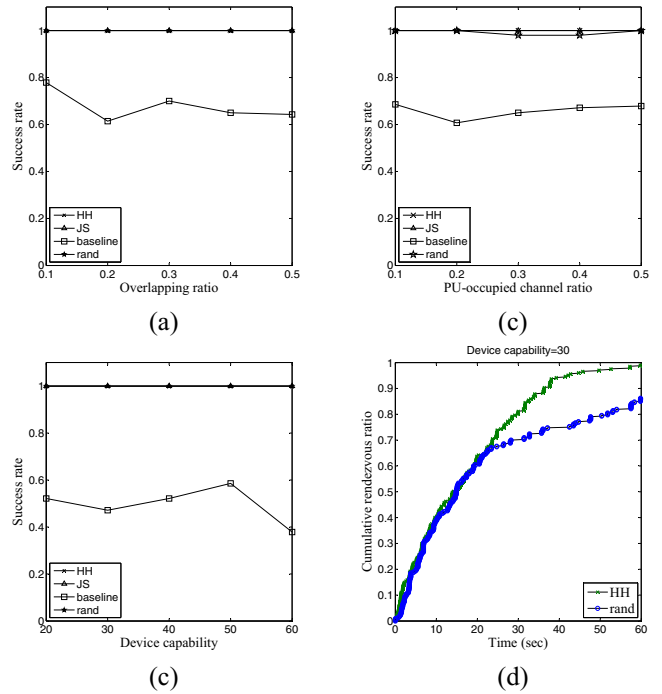 1
0.8
0.6
0.4
0.2
0
Success rate
HH
JS
baseline
rand
0.1 0.2 0.3 0.4 0.5
Overlapping ratio
(a)
1
0.8
0.6
0.4
0.2
0
Success rate
HH
JS
baseline
rand
0.1 0.2 0.3 0.4 0.5
PU-occupied channel ratio
(c)
1
0.8
0.6
0.4
0.2
0
Success rate
HH
JS
baseline
rand
20 30 40 50 60
Device capability
(c)
Device capability=30
1
0.9
0.8
0.7
0.6
0.5
0.4
0.3
0.2
0.1
0
Cumulative rendezvous ratio
HH
rand
0 10 20 30 40 50 60
Time (sec)
(d)